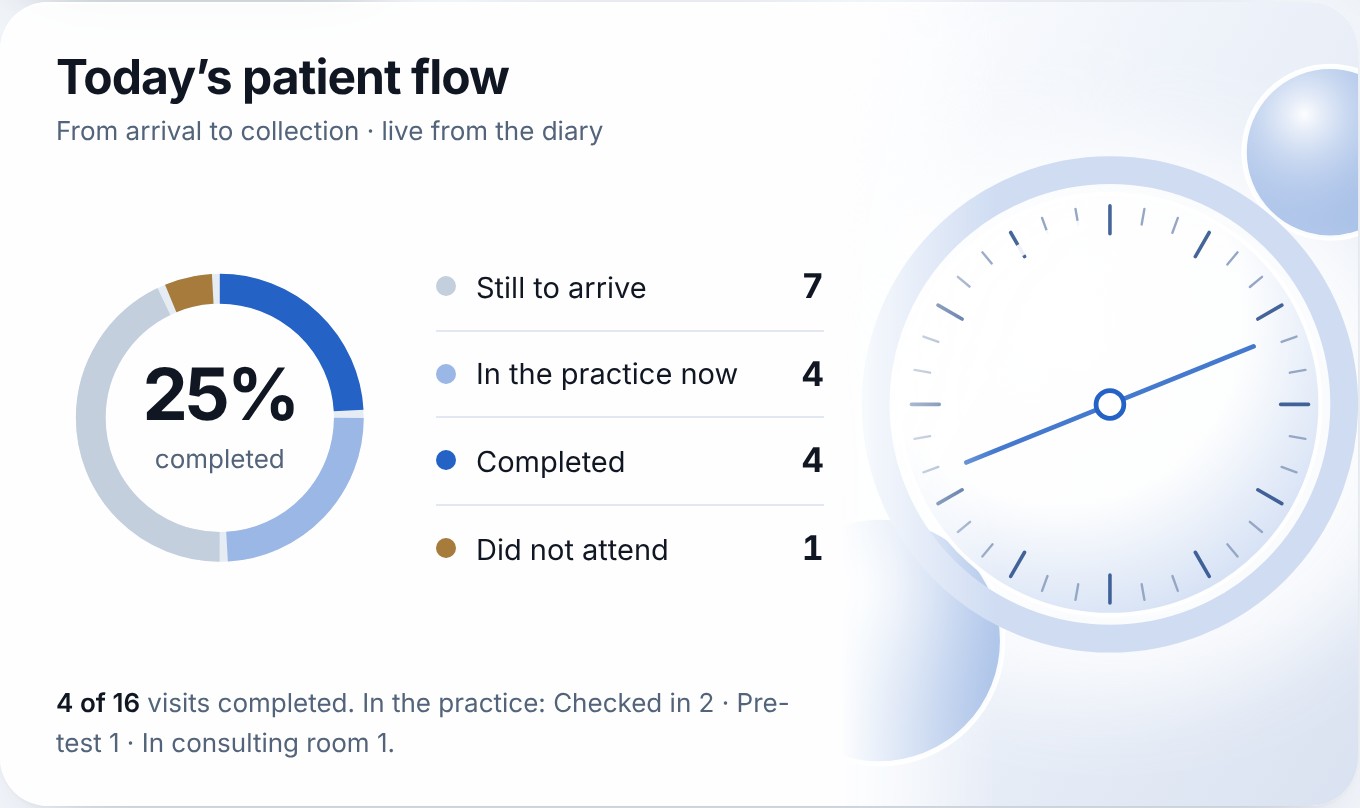 Today’s patient flow
From arrival to collection · live from the diary
25%
completed
Still to arrive 7
In the practice now 4
Completed 4
Did not attend 1
4 of 16 visits completed. In the practice: Checked in 2 · Pre-
test 1 · In consulting room 1.